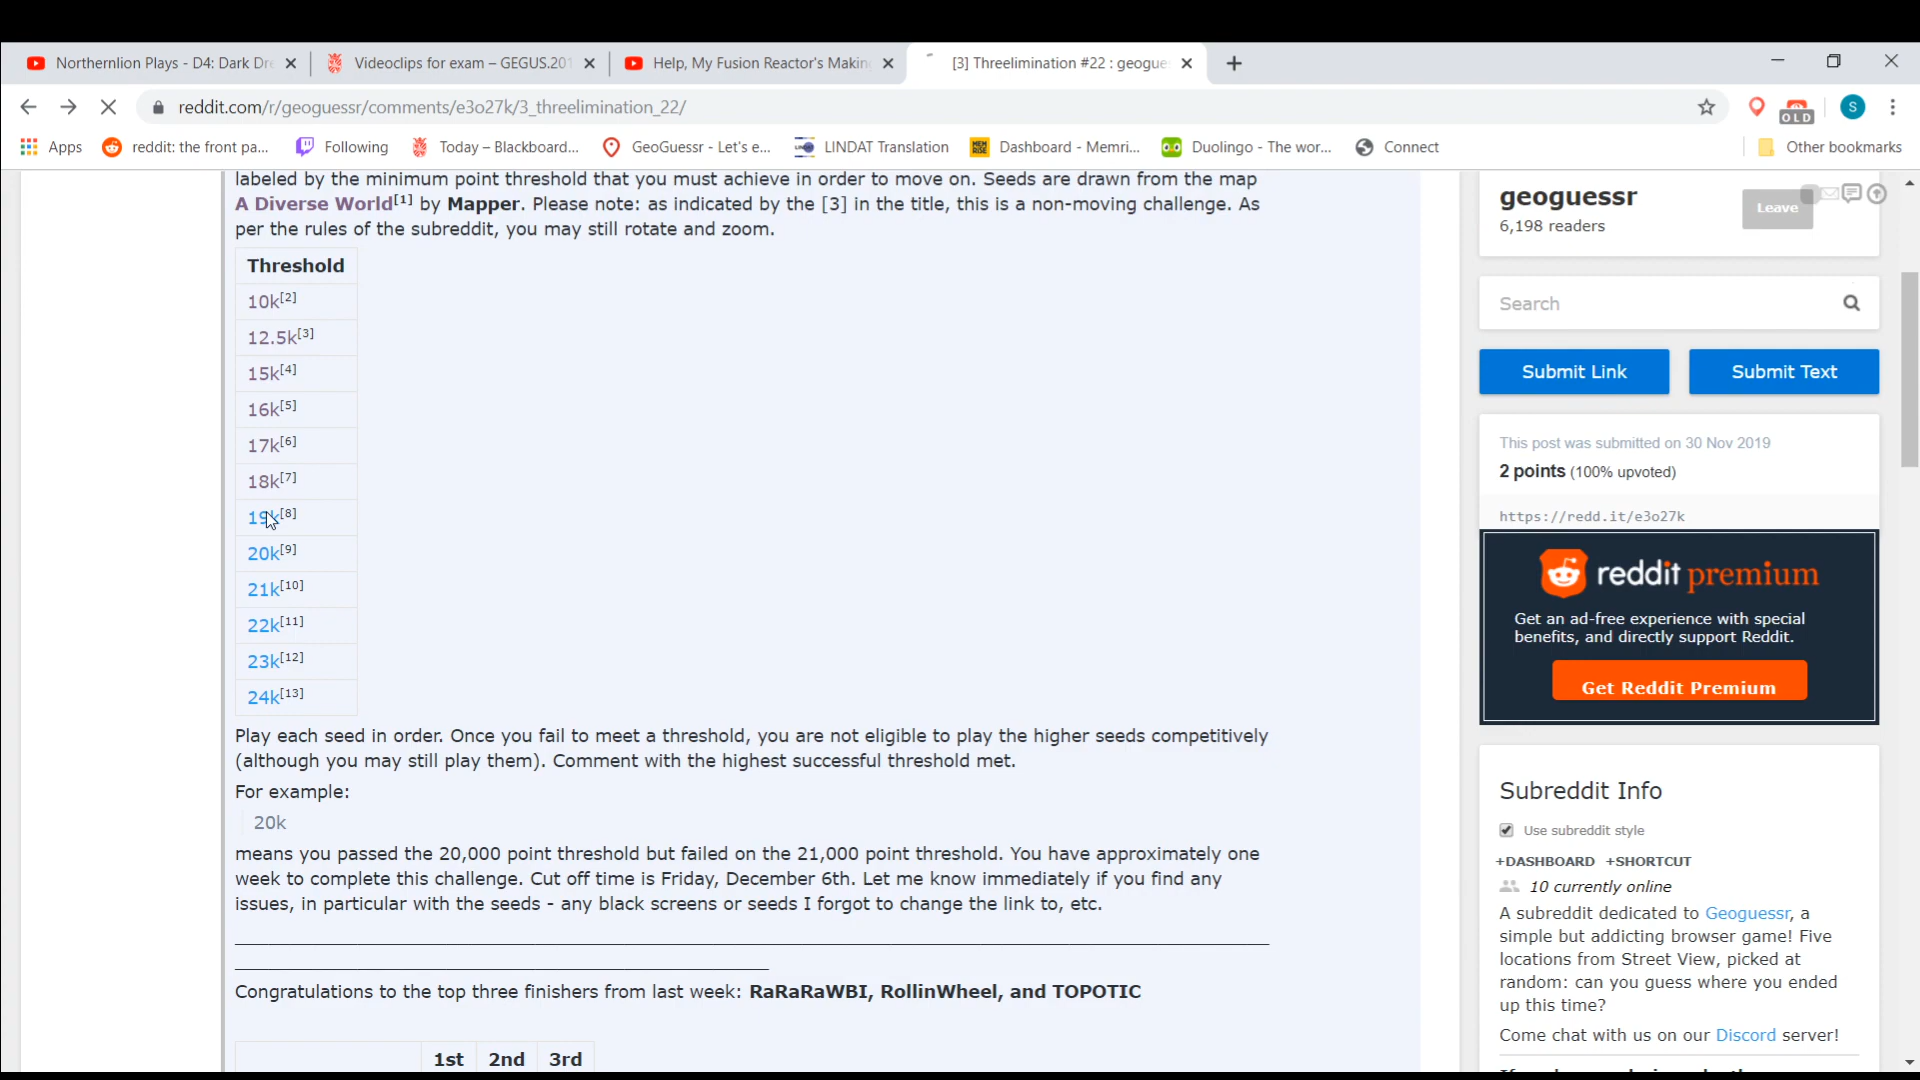 Northernlion Plays - D4: Dark Dre
Videoclips for exam – GEGUS.201
Help, My Fusion Reactor's Making
[3] Threelimination #22 : geogues
reddit.com/r/geoguessr/comments/e3o27k/3_threelimination_22/
OLD
S
Apps
reddit: the front pa...
Following
Today – Blackboard...
GeoGuessr - Let's e...
LINDAT Translation
Dashboard - Memri...
Duolingo - The wor...
Connect
Other bookmarks
labeled by the minimum point threshold that you must achieve in order to move on. Seeds are drawn from the map
A Diverse World[1] by Mapper. Please note: as indicated by the [3] in the title, this is a non-moving challenge. As
per the rules of the subreddit, you may still rotate and zoom.
Threshold
10k[2]
12.5k[3]
15k[4]
16k[5]
17k[6]
18k[7]
19k[8]
20k[9]
21k[10]
22k[11]
23k[12]
24k[13]
Play each seed in order. Once you fail to meet a threshold, you are not eligible to play the higher seeds competitively
(although you may still play them). Comment with the highest successful threshold met.
For example:
20k
means you passed the 20,000 point threshold but failed on the 21,000 point threshold. You have approximately one
week to complete this challenge. Cut off time is Friday, December 6th. Let me know immediately if you find any
issues, in particular with the seeds - any black screens or seeds I forgot to change the link to, etc.
Congratulations to the top three finishers from last week: RaRaRaWBI, RollinWheel, and TOPOTIC
1st 2nd 3rd
geoguessr
6,198 readers
Leave
Search
Submit Link
Submit Text
This post was submitted on 30 Nov 2019
2 points (100% upvoted)
https://redd.it/e3o27k
reddit premium
Get an ad-free experience with special
benefits, and directly support Reddit.
Get Reddit Premium
Subreddit Info
Use subreddit style
+DASHBOARD +SHORTCUT
10 currently online
A subreddit dedicated to Geoguessr, a
simple but addicting browser game! Five
locations from Street View, picked at
random: can you guess where you ended
up this time?
Come chat with us on our Discord server!